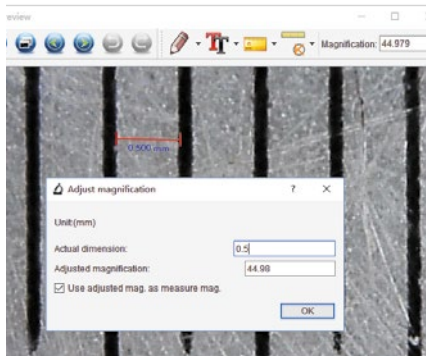 review
Magnification: 44.979
0.500 mm
Adjust magnification
Unit:(mm)
Actual dimension: 0.5
Adjusted magnification: 44.98
Use adjusted mag. as measure mag.
OK